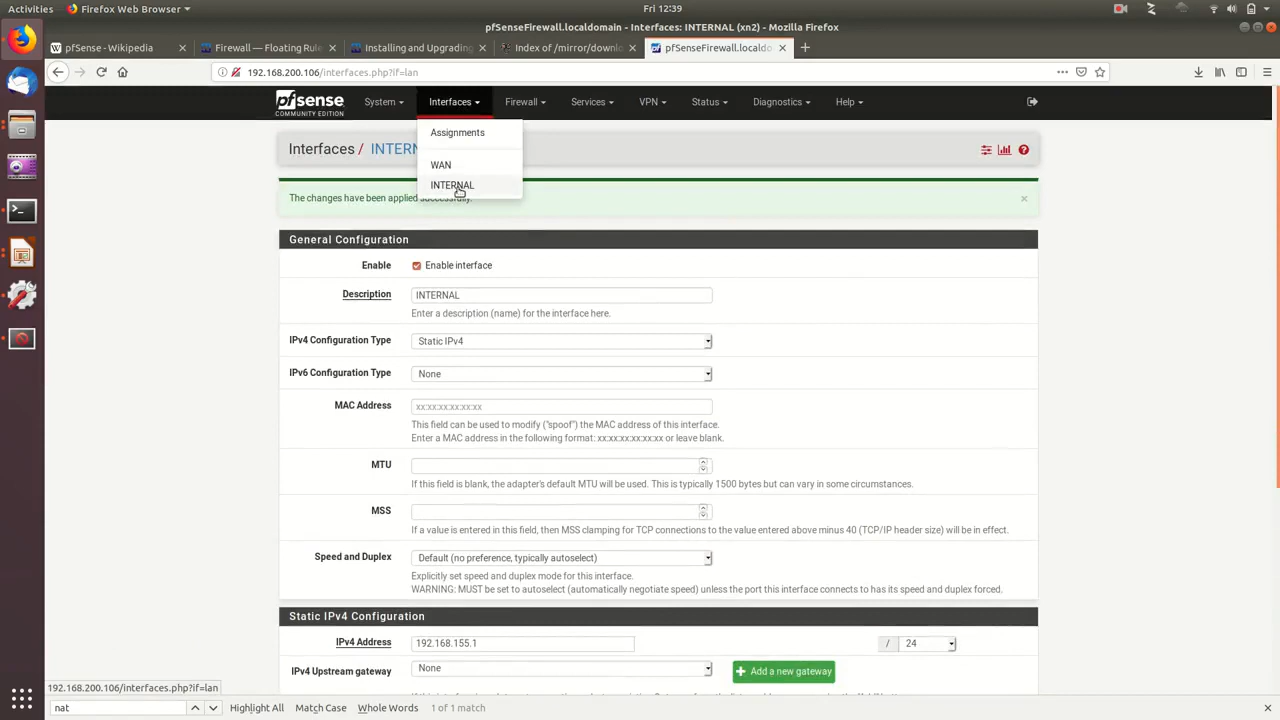 Activities
Firefox Web Browser
Fri 12:39
pfSenseFirewall.localdomain - Interfaces: INTERNAL (xn2) - Mozilla Firefox
pfSense - Wikipedia
Firewall — Floating Rule
Installing and Upgrading
Index of /mirror/downlo
pfSenseFirewall.localdo
192.168.200.106/interfaces.php?if=lan
pfsense
COMMUNITY EDITION
System
Interfaces
Firewall
Services
VPN
Status
Diagnostics
Help
Assignments
WAN
INTERNAL
Interfaces / INTERN
The changes have been applied successfully.
General Configuration
Enable
Enable interface
Description
INTERNAL
Enter a description (name) for the interface here.
IPv4 Configuration Type
Static IPv4
IPv6 Configuration Type
None
MAC Address
xx:xx:xx:xx:xx:xx
This field can be used to modify ("spoof") the MAC address of this interface.
Enter a MAC address in the following format: xx:xx:xx:xx:xx:xx or leave blank.
MTU
If this field is blank, the adapter's default MTU will be used. This is typically 1500 bytes but can vary in some circumstances.
MSS
If a value is entered in this field, then MSS clamping for TCP connections to the value entered above minus 40 (TCP/IP header size) will be in effect.
Speed and Duplex
Default (no preference, typically autoselect)
Explicitly set speed and duplex mode for this interface.
WARNING: MUST be set to autoselect (automatically negotiate speed) unless the port this interface connects to has its speed and duplex forced.
Static IPv4 Configuration
IPv4 Address
192.168.155.1
/ 24
IPv4 Upstream gateway
None
Add a new gateway
192.168.200.106/interfaces.php?if=lan
nat
Highlight All
Match Case
Whole Words
1 of 1 match